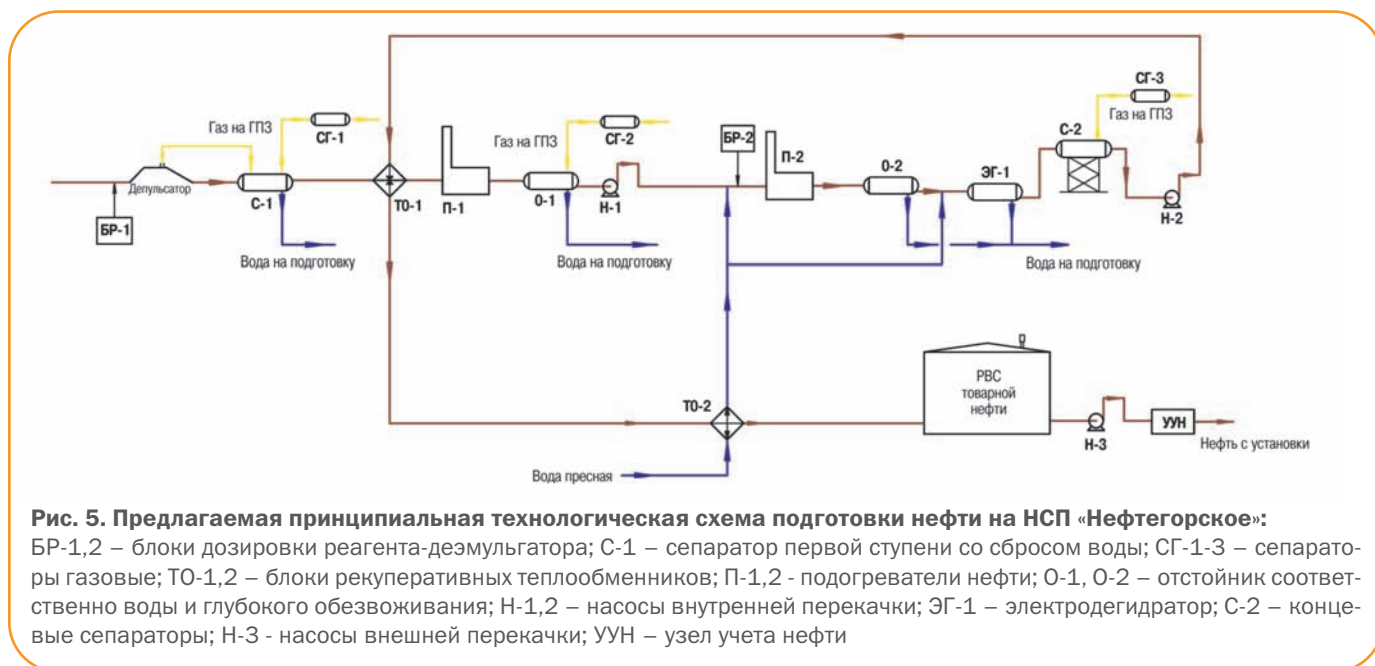 СГ-3
Газ на ГПЗ
СГ-1
Газ на ГПЗ
СГ-2
Газ на ГПЗ
БР-2
С-2
П-2
О-2
ЭГ-1
Депульсатор
С-1
ТО-1
П-1
О-1
Н-1
Н-2
БР-1
Вода на подготовку
Вода на подготовку
Вода на подготовку
РВС
товарной
нефти
ТО-2
Н-3
УУН
Нефть с установки
Вода пресная
Рис. 5. Предлагаемая принципиальная технологическая схема подготовки нефти на НСП «Нефтегорское»:
БР-1,2 – блоки дозировки реагента-деэмульгатора; С-1 – сепаратор первой ступени со сбросом воды; СГ-1-3 – сепарато-
ры газовые; ТО-1,2 – блоки рекуперативных теплообменников; П-1,2 - подогреватели нефти; О-1, О-2 – отстойник соответ-
ственно воды и глубокого обезвоживания; Н-1,2 – насосы внутренней перекачки; ЭГ-1 – электродегидратор; С-2 – конце-
вые сепараторы; Н-3 - насосы внешней перекачки; УУН – узел учета нефти